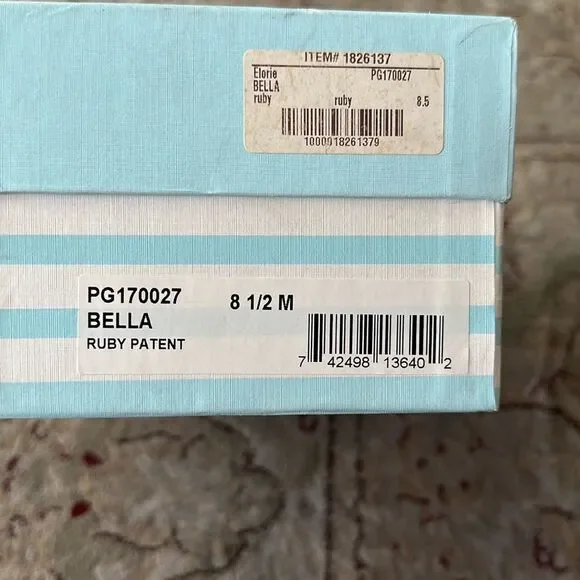 ITEM# 1826137
Elorie PG170027
BELLA
ruby ruby 8.5
1000018261379
PG170027 8 1/2 M
BELLA
RUBY PATENT
7 42498 13640 2